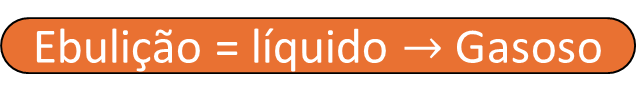 Ebulição = líquido → Gasoso